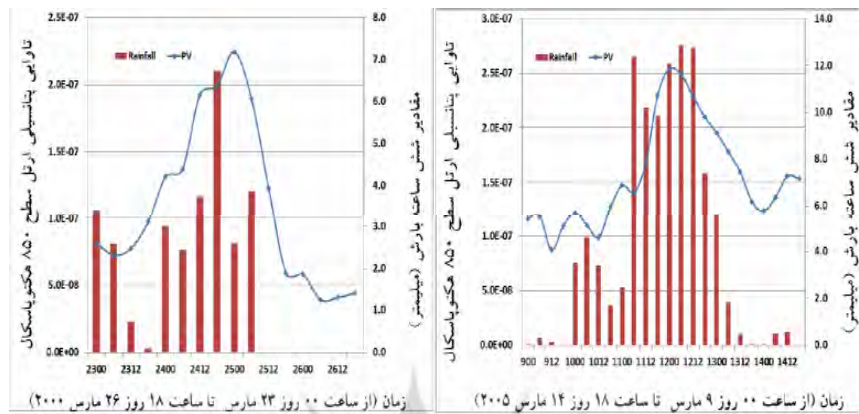 2.5E-07
2.0E-07
1.5E-07
1.0E-07
5.0E-08
0.0E+00
8.0
7.0
6.0
5.0
4.0
3.0
2.0
1.0
0.0
Rainfall PV
2300 2312 2400 2412 2500 2512 2600 2612
تاوایی پتانسیلی ارتل سطح ۸۵۰ هکتوپاسکال
مقادیر شش ساعته بارش (میلیمتر)
زمان (از ساعت ۰۰ روز ۲۳ مارس تا ساعت ۱۸ روز ۲۶ مارس ۲۰۰۰)
3.0E-07
2.5E-07
2.0E-07
1.5E-07
1.0E-07
5.0E-08
0.0E+00
14.0
12.0
10.0
8.0
6.0
4.0
2.0
0.0
Rainfall PV
900 912 1000 1012 1100 1112 1200 1212 1300 1312 1400 1412
تاوایی پتانسیلی ارتل سطح ۸۵۰ هکتوپاسکال
مقادیر شش ساعته بارش (میلیمتر)
زمان (از ساعت ۰۰ روز ۹ مارس تا ساعت ۱۸ روز ۱۴ مارس ۲۰۰۵)